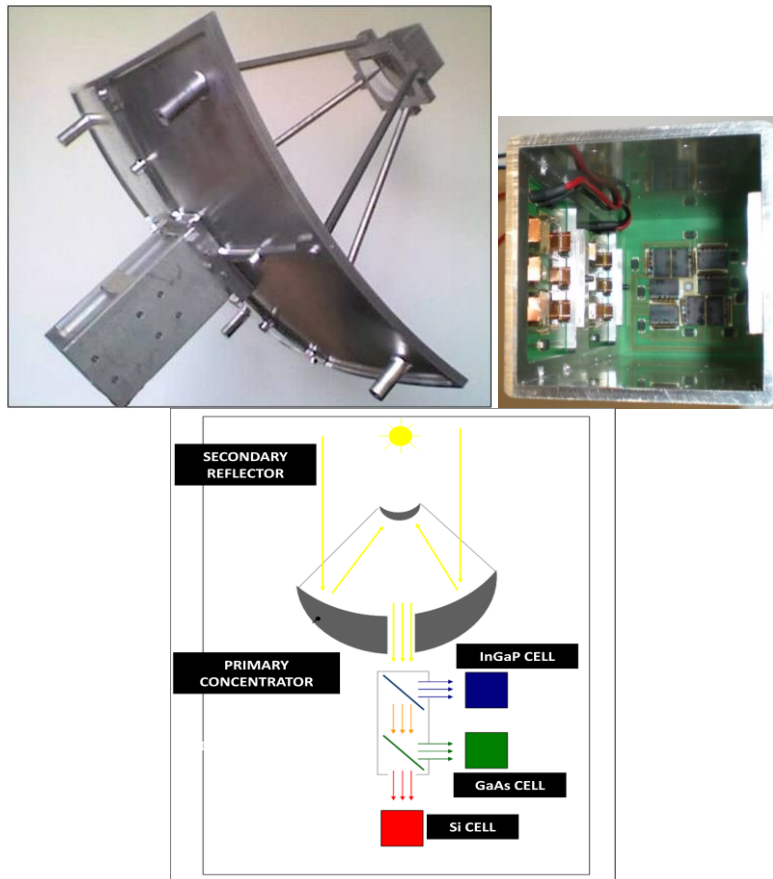 SECONDARY
REFLECTOR
PRIMARY
CONCENTRATOR
InGaP CELL
GaAs CELL
Si CELL